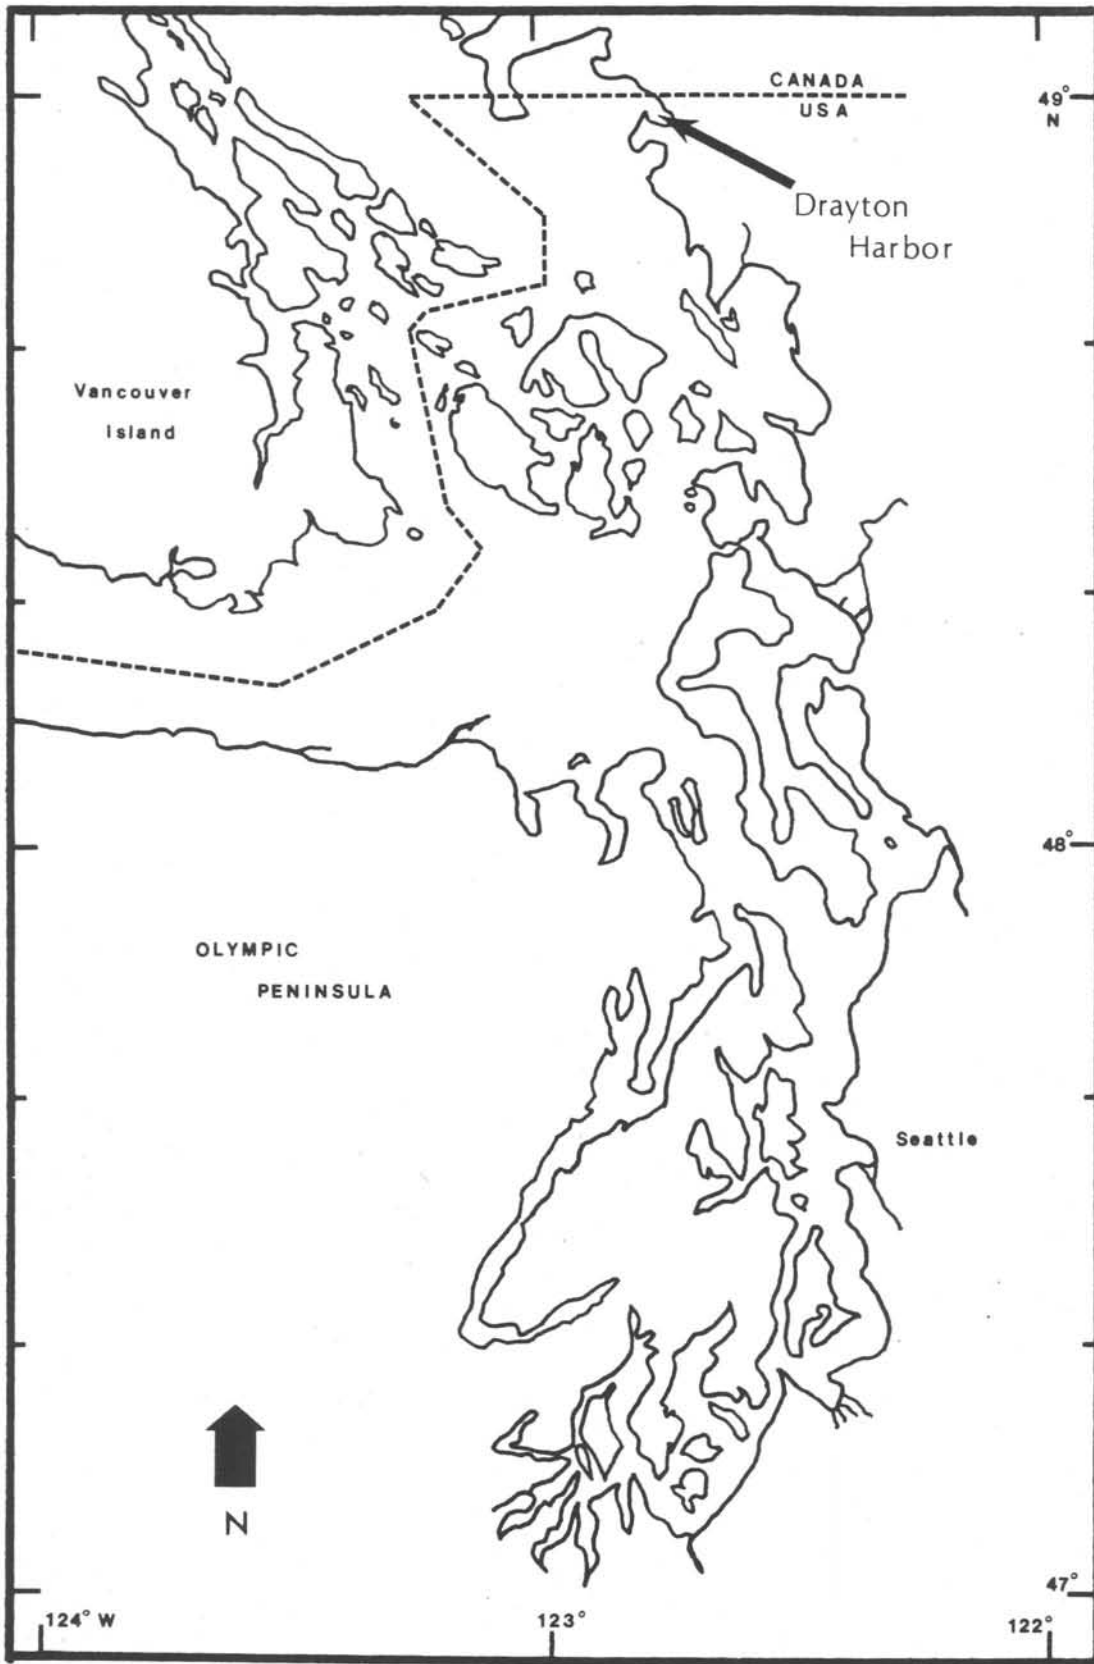 CANADA
USA
49°
N
Drayton
Harbor
Vancouver
Island
48°
OLYMPIC
PENINSULA
Seattle
N
47°
124° W
123°
122°